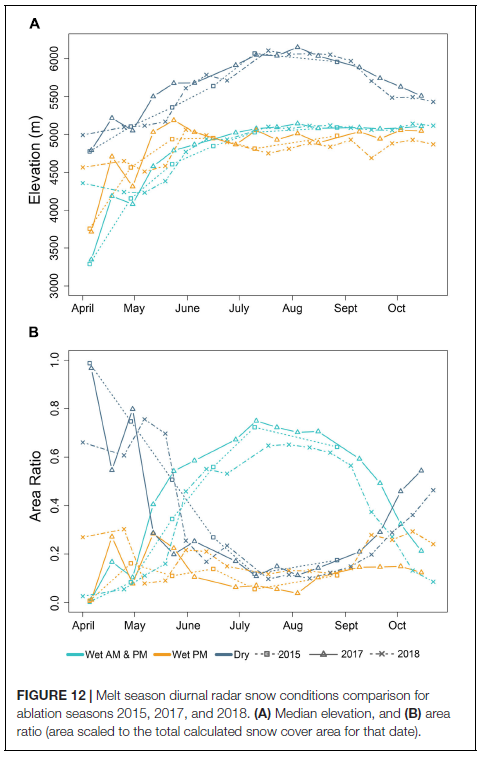 A
Elevation (m)
6000
5500
5000
4500
4000
3500
3000
April May June July Aug Sept Oct
B
Area Ratio
1.0
0.8
0.6
0.4
0.2
0.0
April May June July Aug Sept Oct
Wet AM & PM Wet PM Dry 2015 2017 2018
FIGURE 12 | Melt season diurnal radar snow conditions comparison for
ablation seasons 2015, 2017, and 2018. (A) Median elevation, and (B) area
ratio (area scaled to the total calculated snow cover area for that date).